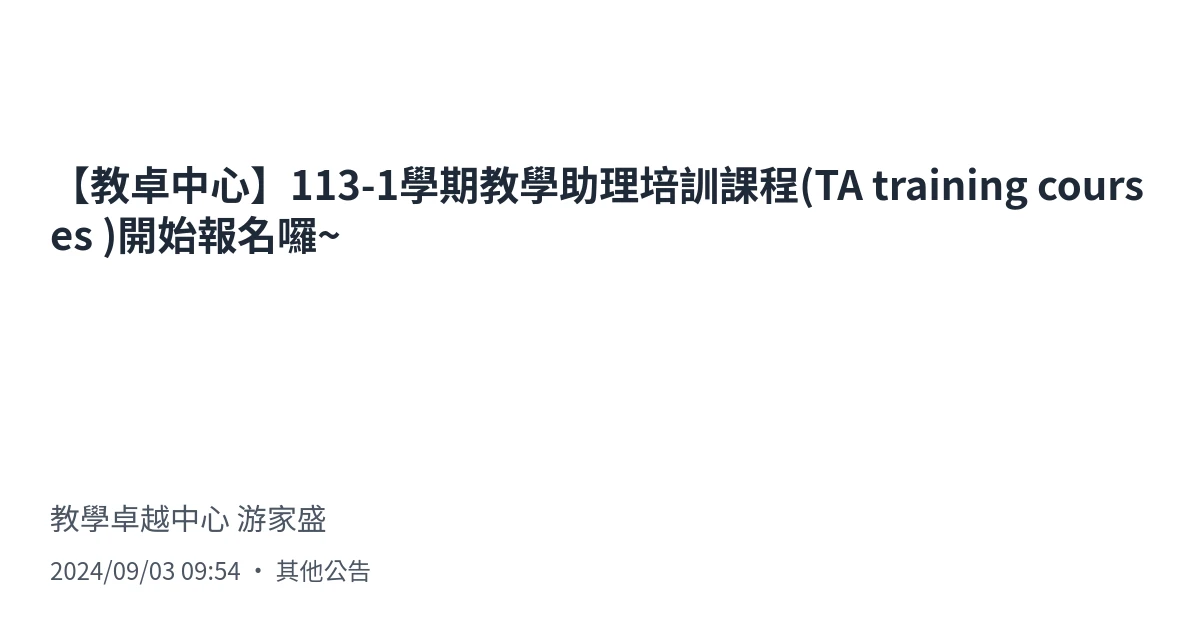 【教卓中心】113-1學期教學助理培訓課程(TA training cours
es )開始報名囉~
教學卓越中心 游家盛
2024/09/03 09:54 ・ 其他公告